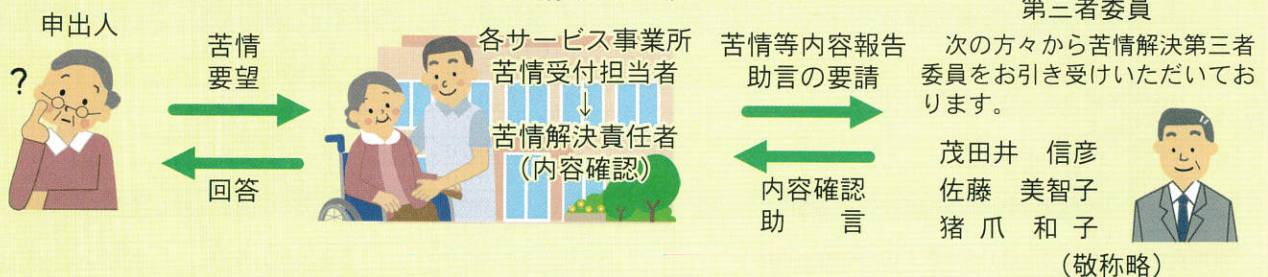 申出人
?
苦情
要望
回答
各サービス事業所
苦情受付担当者
↓
苦情解決責任者
(内容確認)
苦情等内容報告
助言の要請
内容確認
助　言
第三者委員
次の方々から苦情解決第三者
委員をお引き受けいただいてお
ります。
茂田井　信彦
佐藤　美智子
猪爪　和子
(敬称略)